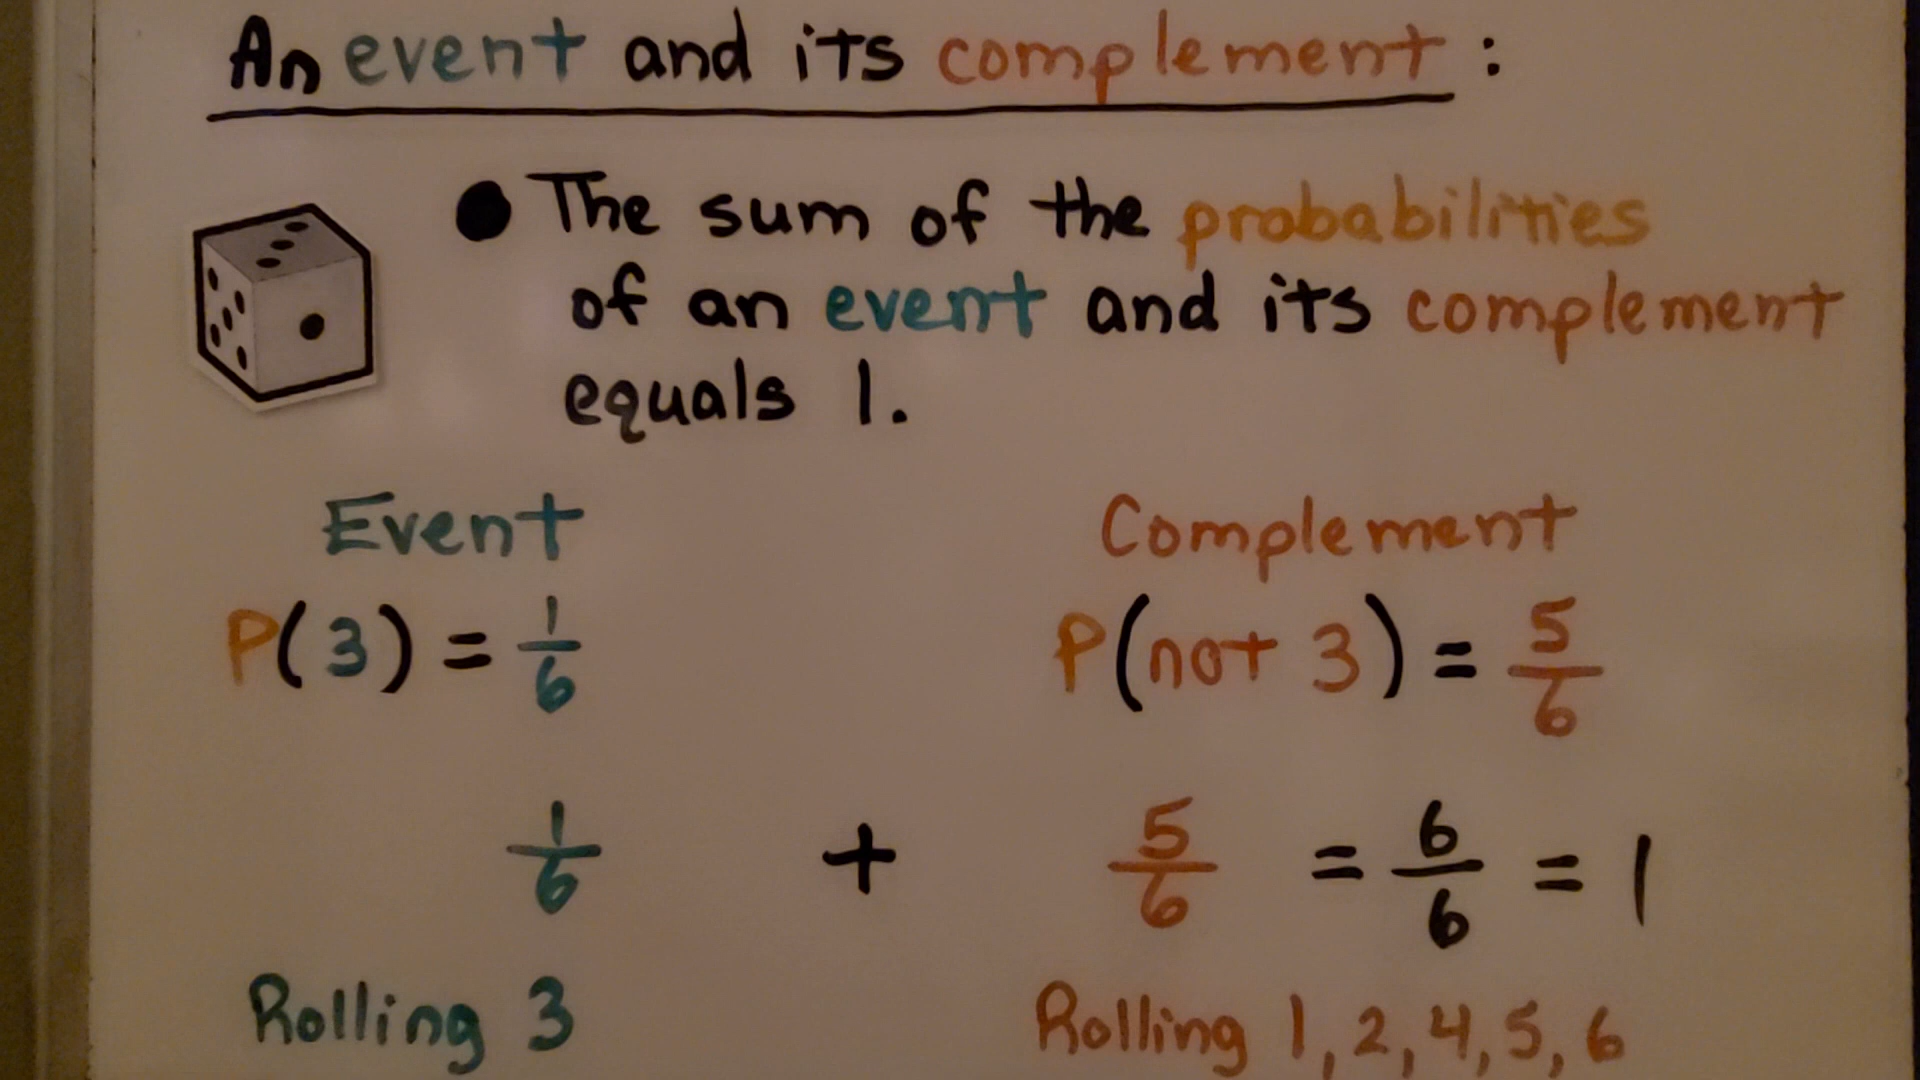 An event and its complement :
● The sum of the probabilities
of an event and its complement
equals 1.
Event Complement
P(3) = 1/6 P(not 3) = 5/6
1/6 + 5/6 = 6/6 = 1
Rolling 3 Rolling 1, 2, 4, 5, 6